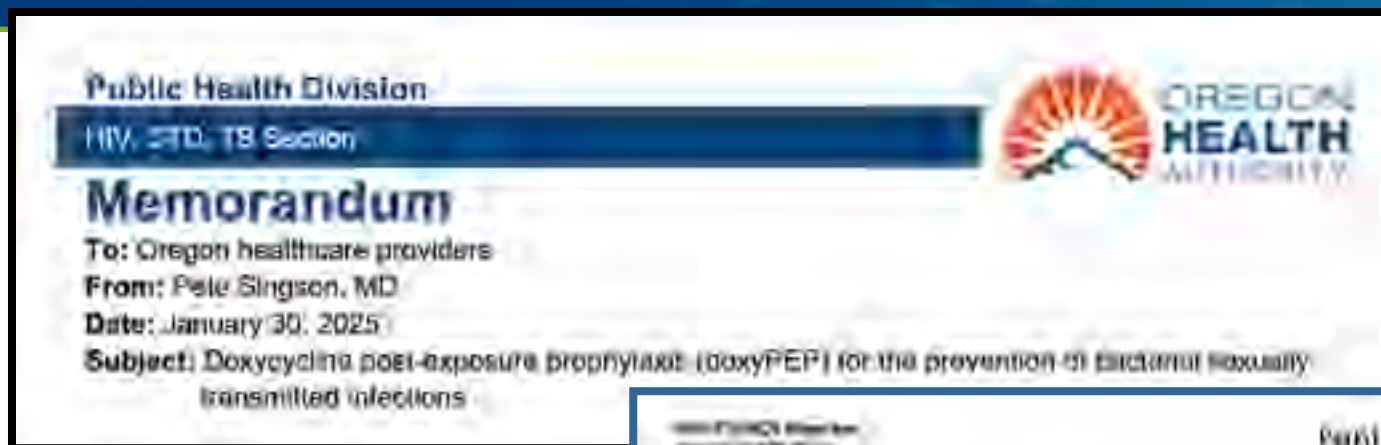 Public Health Division
HIV, STD, TB Section
OREGON
HEALTH
AUTHORITY
Memorandum
To: Oregon healthcare providers
From: Pete Singson, MD
Date: January 30, 2025
Subject: Doxycycline post-exposure prophylaxis (doxyPEP) for the prevention of bacterial sexually
transmitted infections